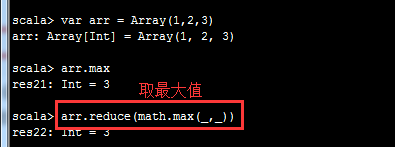 scala> var arr = Array(1,2,3)
arr: Array[Int] = Array(1, 2, 3)
scala> arr.max
res21: Int = 3
取最大值
scala> arr.reduce(math.max(_,_))
res22: Int = 3